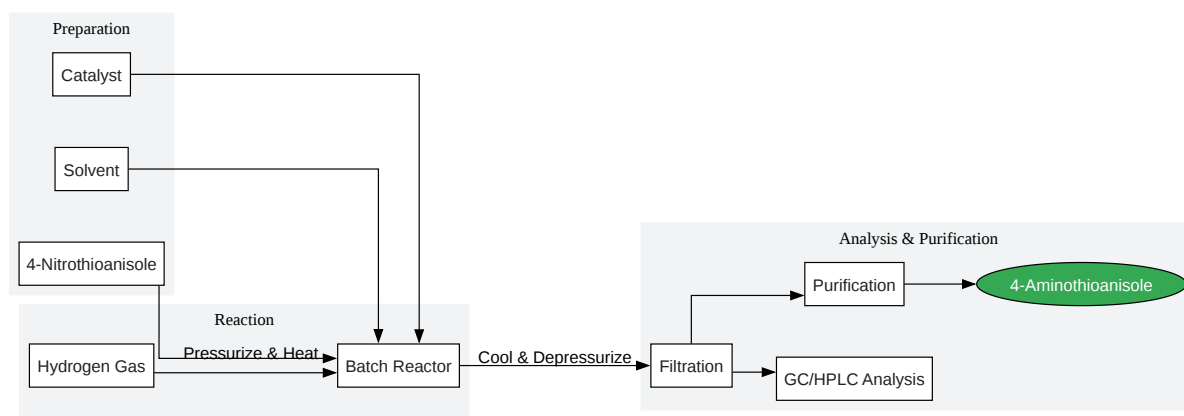 Preparation
Catalyst
Solvent
4-Nitrothioanisole
Reaction
Pressurize & Heat
Hydrogen Gas
Batch Reactor
Cool & Depressurize
Analysis & Purification
Purification
4-Aminothioanisole
Filtration
GC/HPLC Analysis